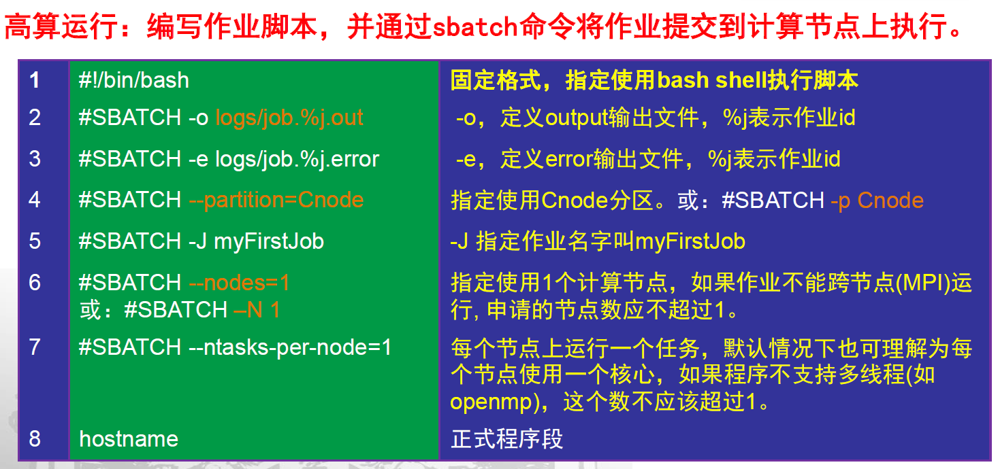 高算运行：编写作业脚本，并通过sbatch命令将作业提交到计算节点上执行。
1 #!/bin/bash 固定格式，指定使用bash shell执行脚本
2 #SBATCH -o logs/job.%j.out -o，定义output输出文件，%j表示作业id
3 #SBATCH -e logs/job.%j.error -e，定义error输出文件，%j表示作业id
4 #SBATCH --partition=Cnode 指定使用Cnode分区。或：#SBATCH -p Cnode
5 #SBATCH -J myFirstJob -J 指定作业名字叫myFirstJob
6 #SBATCH --nodes=1 指定使用1个计算节点，如果作业不能跨节点(MPI)运
或：#SBATCH –N 1 行, 申请的节点数应不超过1。
7 #SBATCH --ntasks-per-node=1 每个节点上运行一个任务，默认情况下也可理解为每
个节点使用一个核心，如果程序不支持多线程(如
openmp)，这个数不应该超过1。
8 hostname 正式程序段